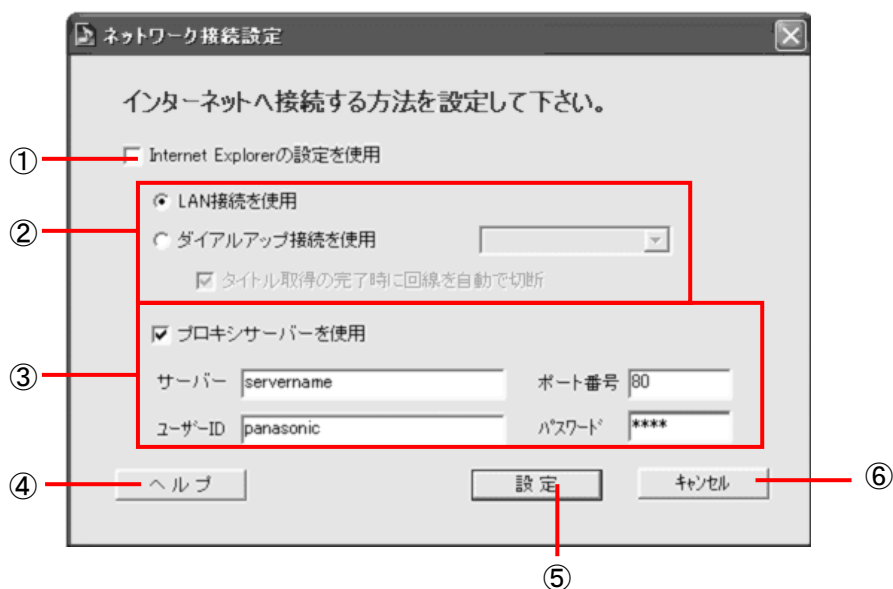 ネットワーク接続設定
インターネットへ接続する方法を設定して下さい。
① Internet Explorerの設定を使用
LAN接続を使用
② ダイアルアップ接続を使用
タイトル取得の完了時に回線を自動で切断
プロキシサーバーを使用
③ サーバー servername ポート番号 80
ユーザーID panasonic パスワード ****
④ ヘルプ 設定 キャンセル ⑥
⑤